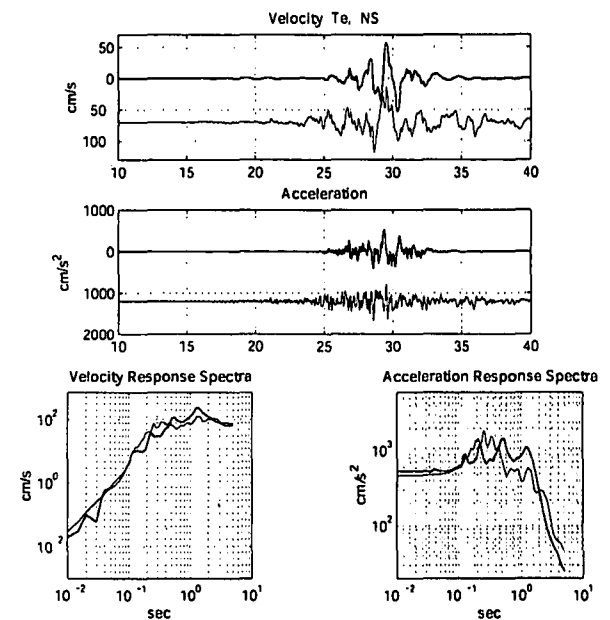 Velocity Te, NS
50
0
50
100
cm/s
10 15 20 25 30 35 40
Acceleration
1000
0
1000
2000
cm/s²
10 15 20 25 30 35 40
Velocity Response Spectra
10²
10⁰
10⁻²
cm/s
10⁻² 10⁻¹ 10⁰ 10¹
sec
Acceleration Response Spectra
10³
10²
cm/s²
10⁻² 10⁻¹ 10⁰ 10¹
sec